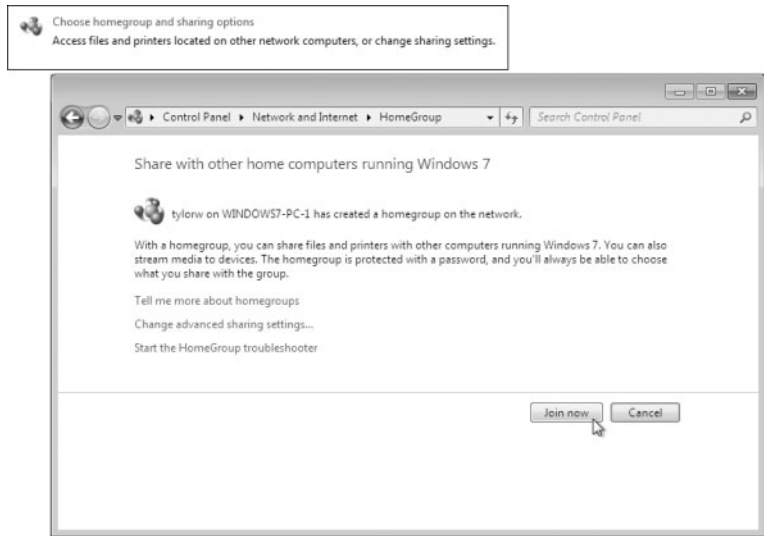 Choose homegroup and sharing options
Access files and printers located on other network computers, or change sharing settings.
Control Panel ▸ Network and Internet ▸ HomeGroup
Search Control Panel
Share with other home computers running Windows 7
tylorw on WINDOWS7-PC-1 has created a homegroup on the network.
With a homegroup, you can share files and printers with other computers running Windows 7. You can also
stream media to devices. The homegroup is protected with a password, and you'll always be able to choose
what you share with the group.
Tell me more about homegroups
Change advanced sharing settings...
Start the HomeGroup troubleshooter
Join now
Cancel